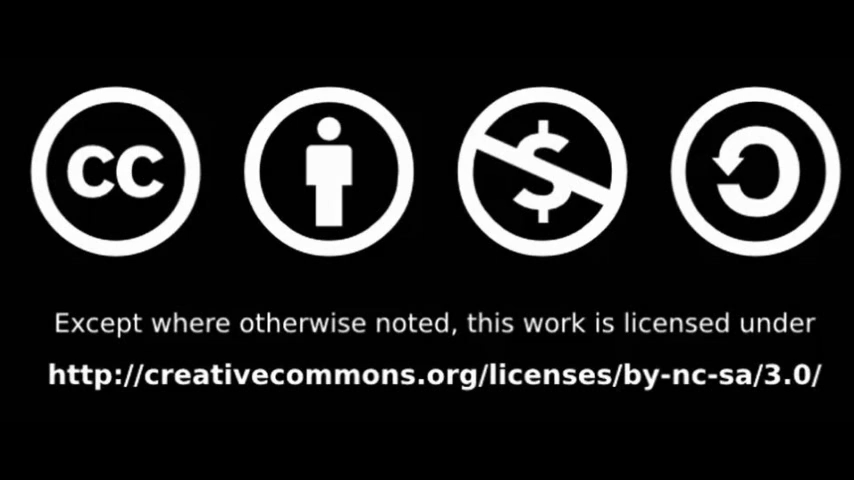 cc
$
Except where otherwise noted, this work is licensed under
http://creativecommons.org/licenses/by-nc-sa/3.0/